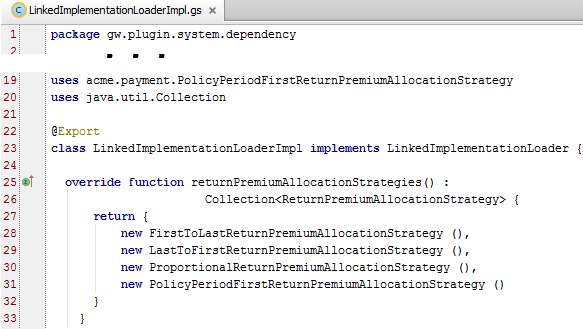 LinkedImplementationLoaderImpl.gs ×
1 package gw.plugin.system.dependency
2 . . .
19 uses acme.payment.PolicyPeriodFirstReturnPremiumAllocationStrategy
20 uses java.util.Collection
21
22 @Export
23 class LinkedImplementationLoaderImpl implements LinkedImplementationLoader {
24
25 override function returnPremiumAllocationStrategies() :
26 Collection<ReturnPremiumAllocationStrategy> {
27 return {
28 new FirstToLastReturnPremiumAllocationStrategy (),
29 new LastToFirstReturnPremiumAllocationStrategy (),
30 new ProportionalReturnPremiumAllocationStrategy (),
31 new PolicyPeriodFirstReturnPremiumAllocationStrategy ()
32 }
33 }